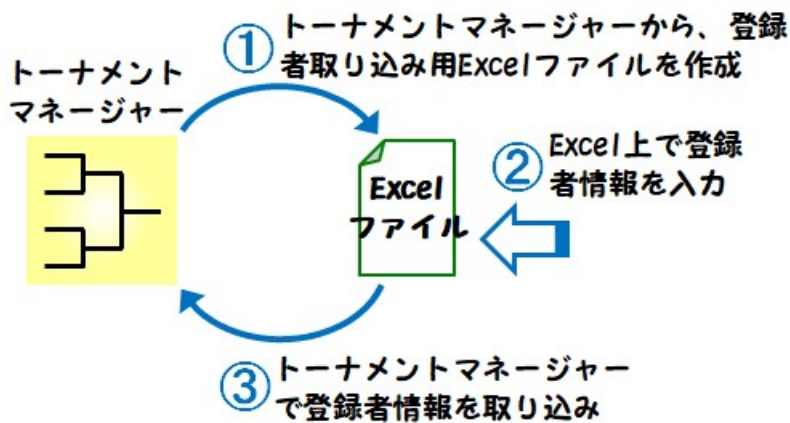 ①トーナメントマネージャーから、登録
者取り込み用Excelファイルを作成
トーナメント
マネージャー
Excel
ファイル
②Excel上で登録
者情報を入力
③トーナメントマネージャー
で登録者情報を取り込み